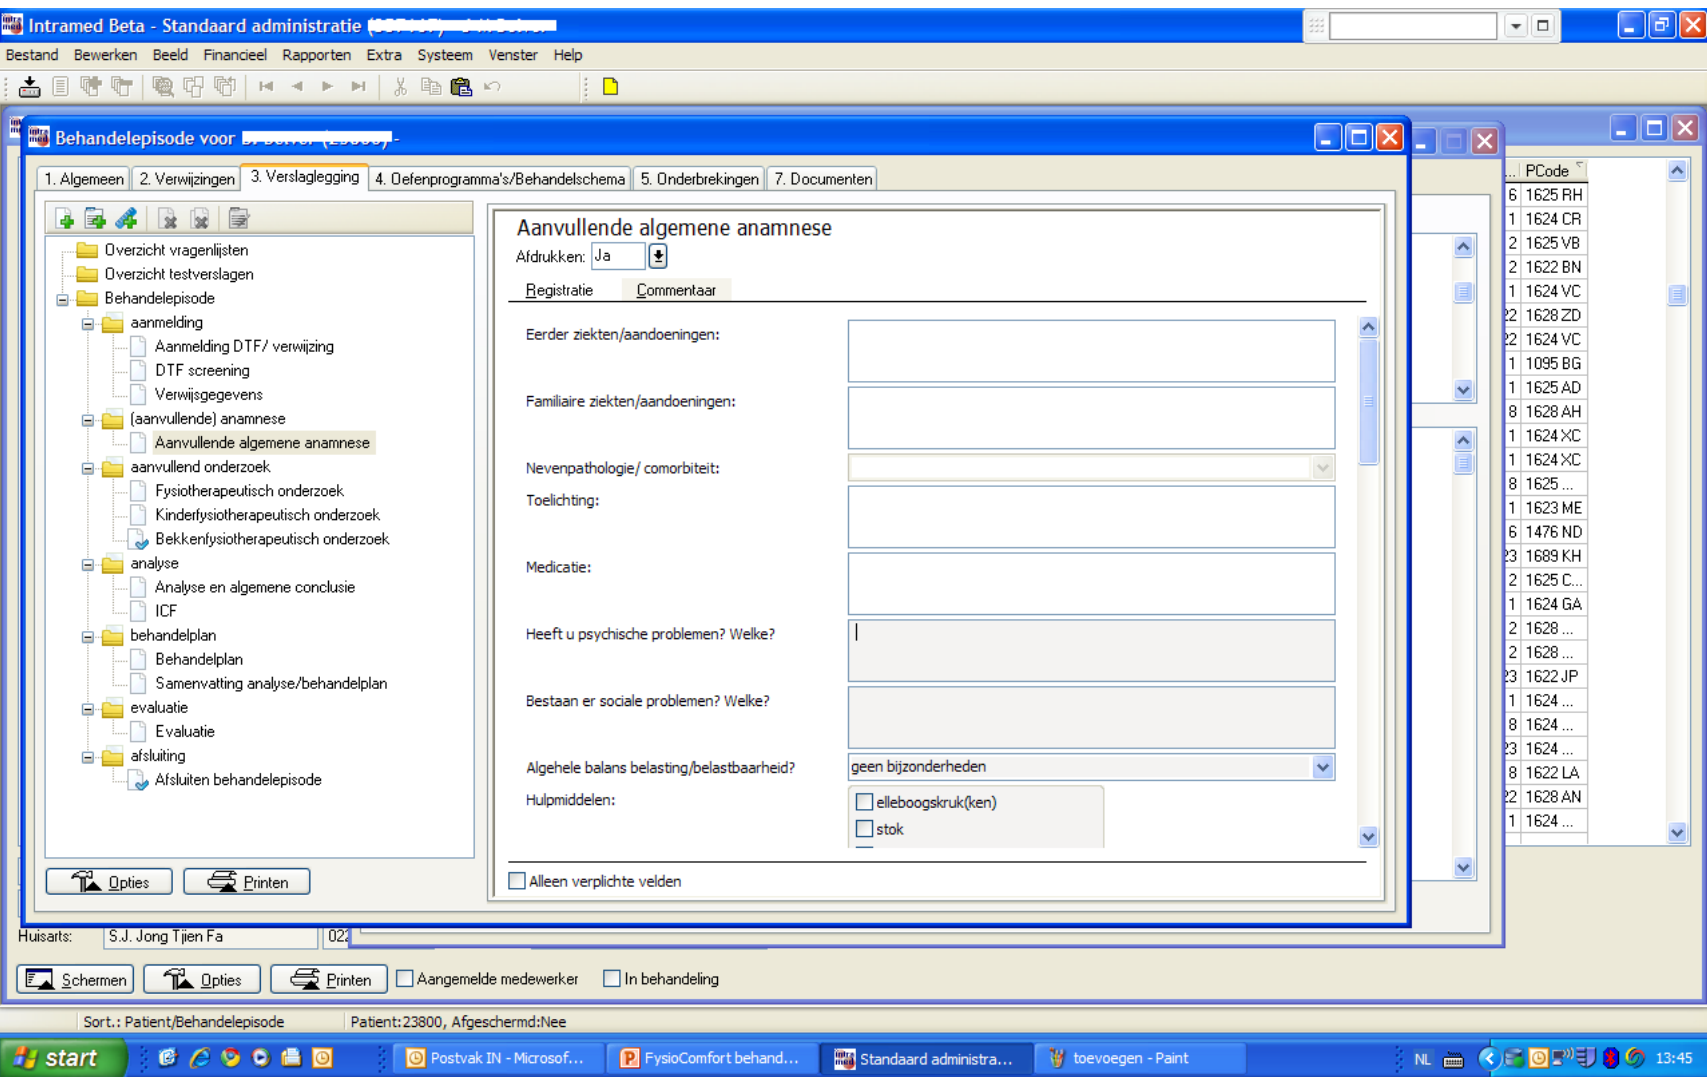 Intramed Beta - Standaard administratie
Bestand Bewerken Beeld Financieel Rapporten Extra Systeem Venster Help
Behandelepisode voor
1. Algemeen 2. Verwijzingen 3. Verslaglegging 4. Oefenprogramma's/Behandelschema 5. Onderbrekingen 7. Documenten
Overzicht vragenlijsten
Overzicht testverslagen
Behandelepisode
aanmelding
Aanmelding DTF/ verwijzing
DTF screening
Verwijsgegevens
(aanvullende) anamnese
Aanvullende algemene anamnese
aanvullend onderzoek
Fysiotherapeutisch onderzoek
Kinderfysiotherapeutisch onderzoek
Bekkenfysiotherapeutisch onderzoek
analyse
Analyse en algemene conclusie
ICF
behandelplan
Behandelplan
Samenvatting analyse/behandelplan
evaluatie
Evaluatie
afsluiting
Afsluiten behandelepisode
Opties Printen
Aanvullende algemene anamnese
Afdrukken: Ja
Registratie Commentaar
Eerder ziekten/aandoeningen:
Familiaire ziekten/aandoeningen:
Nevenpathologie/ comorbiteit:
Toelichting:
Medicatie:
Heeft u psychische problemen? Welke?
Bestaan er sociale problemen? Welke?
Algehele balans belasting/belastbaarheid? geen bijzonderheden
Hulpmiddelen: elleboogskruk(ken)
stok
Alleen verplichte velden
... PCode
6 1625 RH
1 1624 CR
2 1625 VB
2 1622 BN
1 1624 VC
22 1628 ZD
22 1624 VC
1 1095 BG
1 1625 AD
8 1628 AH
1 1624 XC
1 1624 XC
8 1625 ...
1 1623 ME
6 1476 ND
23 1689 KH
2 1625 C...
1 1624 GA
2 1628 ...
2 1628 ...
23 1622 JP
1 1624 ...
8 1624 ...
23 1624 ...
8 1622 LA
22 1628 AN
1 1624 ...
Huisarts: S.J. Jong Tjien Fa 022
Schermen Opties Printen Aangemelde medewerker In behandeling
Sort.: Patient/Behandelepisode Patient:23800, Afgeschermd:Nee
start Postvak IN - Microsof... FysioComfort behand... Standaard administra... toevoegen - Paint NL 13:45